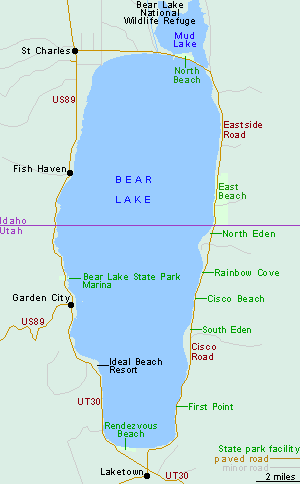 Bear Lake
National
Wildlife Refuge
Mud
Lake
St Charles
North
Beach
US89
Eastside
Road
Fish Haven
BEAR
LAKE
East
Beach
Idaho
Utah
North Eden
Bear Lake State Park
Marina
Rainbow Cove
Garden City
Cisco Beach
US89
South Eden
Cisco
Road
Ideal Beach
Resort
UT30
First Point
Rendezvous
Beach
State park facility
paved road
minor road
Laketown
UT30
2 miles